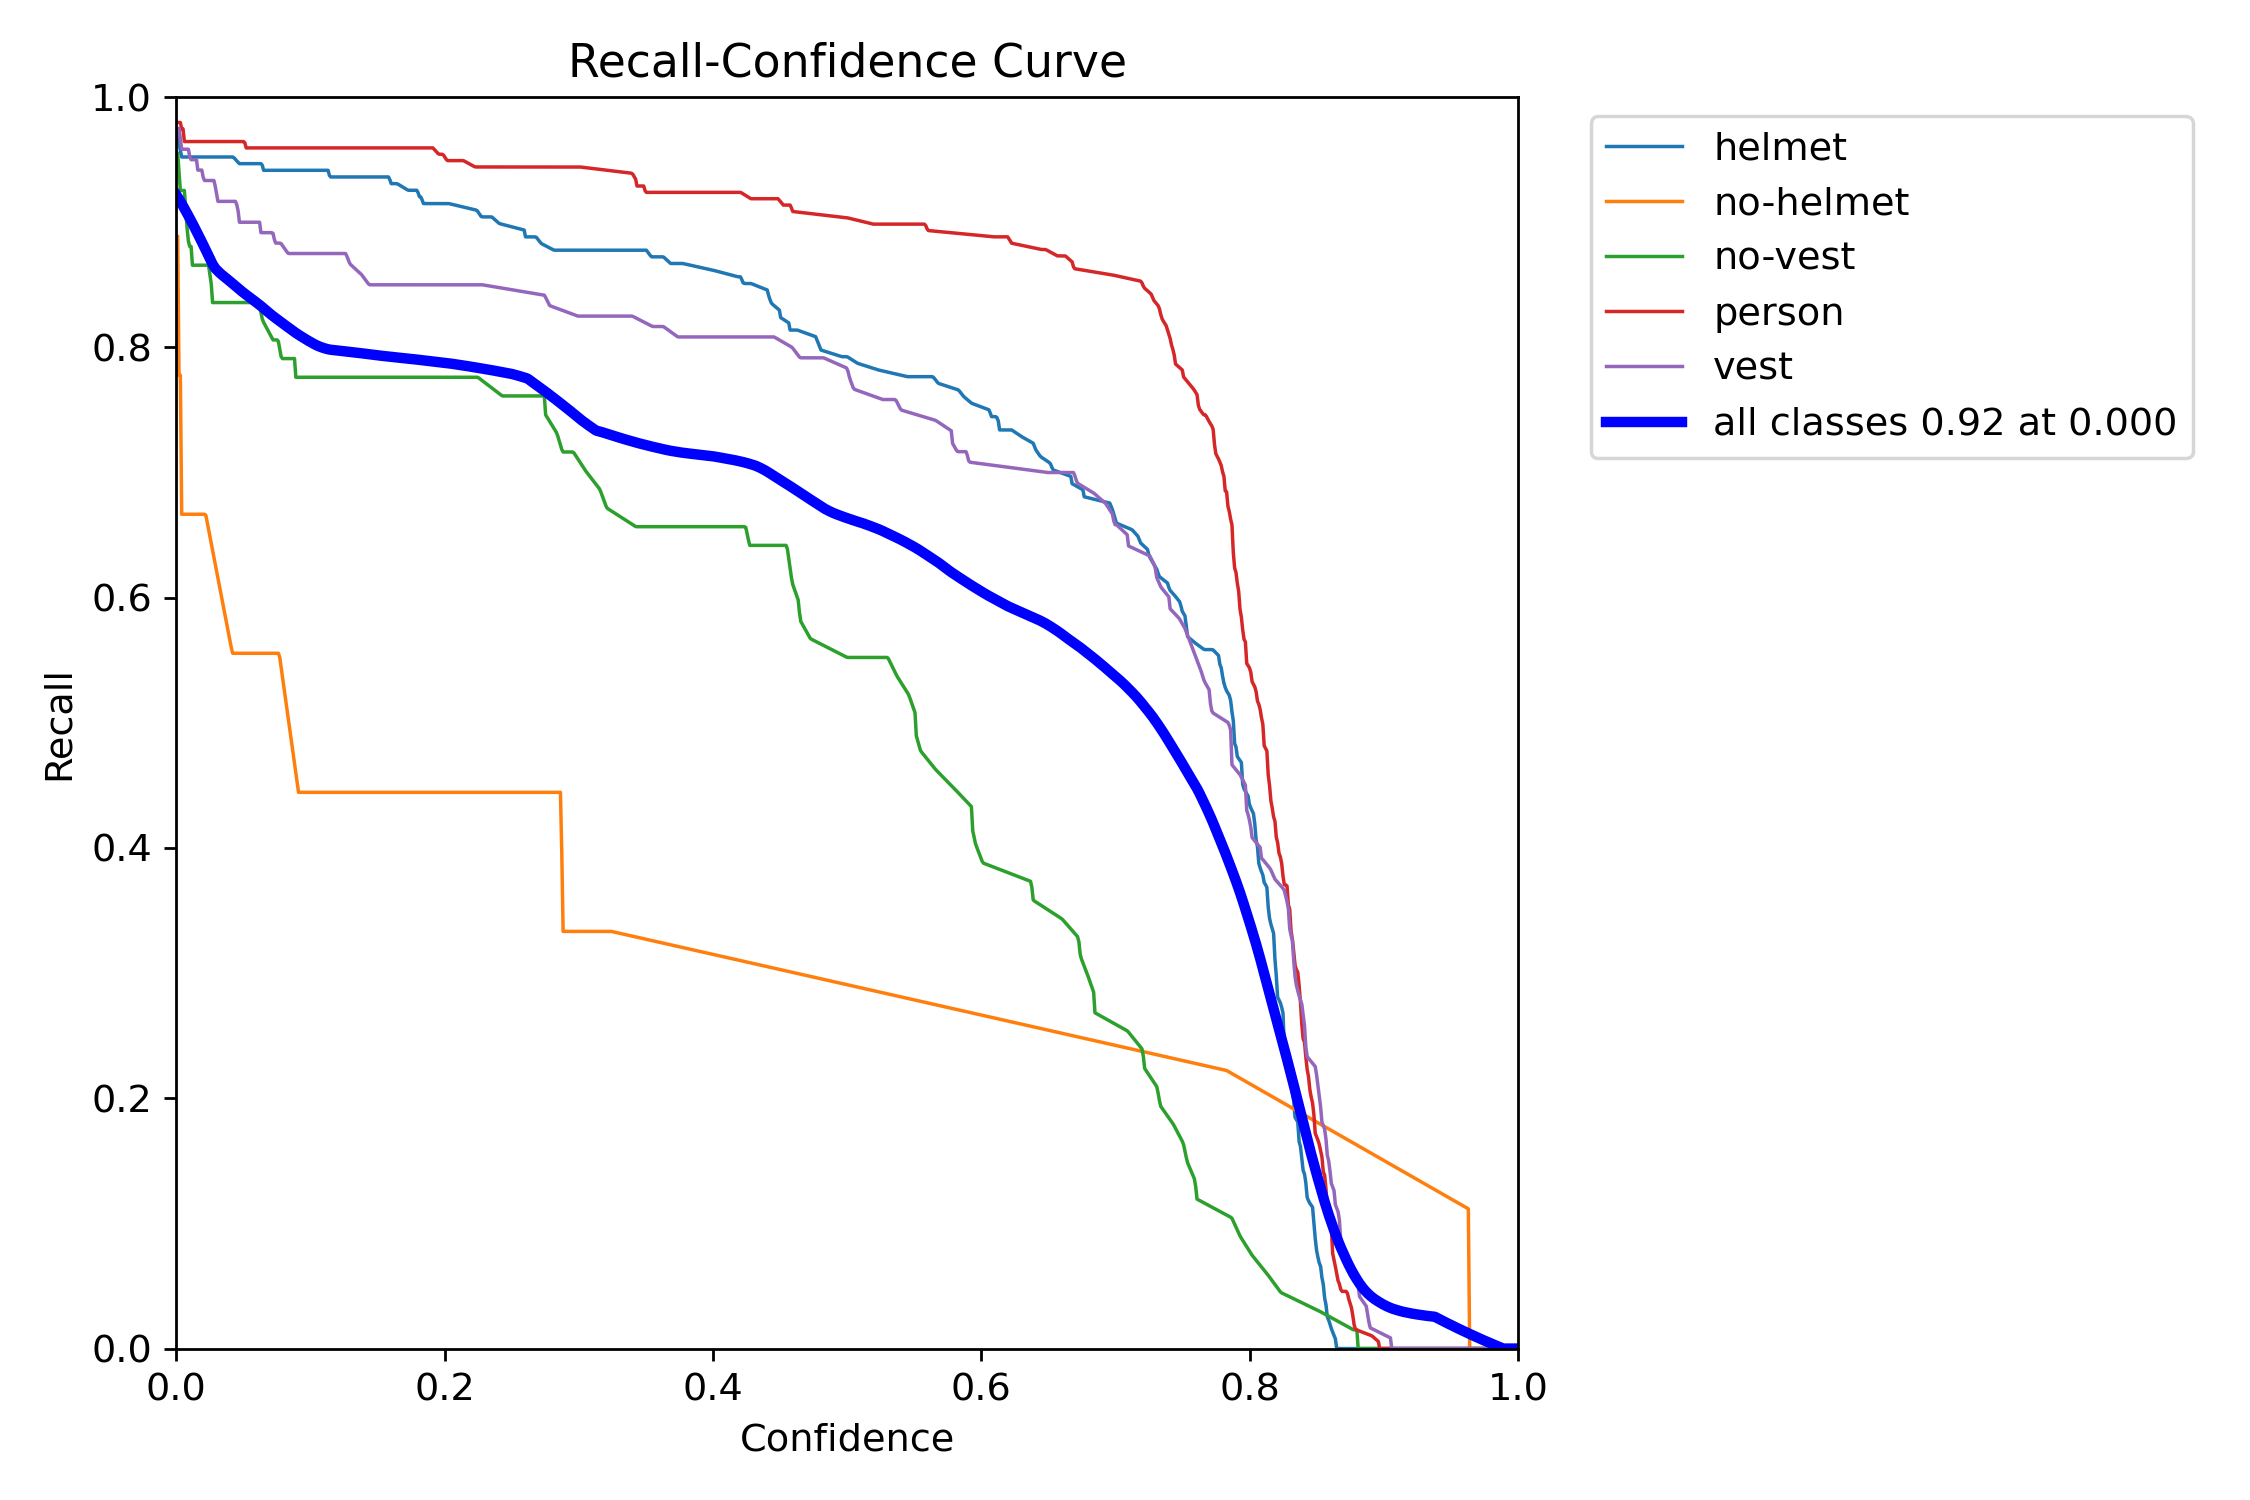 Recall-Confidence Curve
1.0
0.8
0.6
0.4
0.2
0.0
Recall
0.0 0.2 0.4 0.6 0.8 1.0
Confidence
helmet
no-helmet
no-vest
person
vest
all classes 0.92 at 0.000